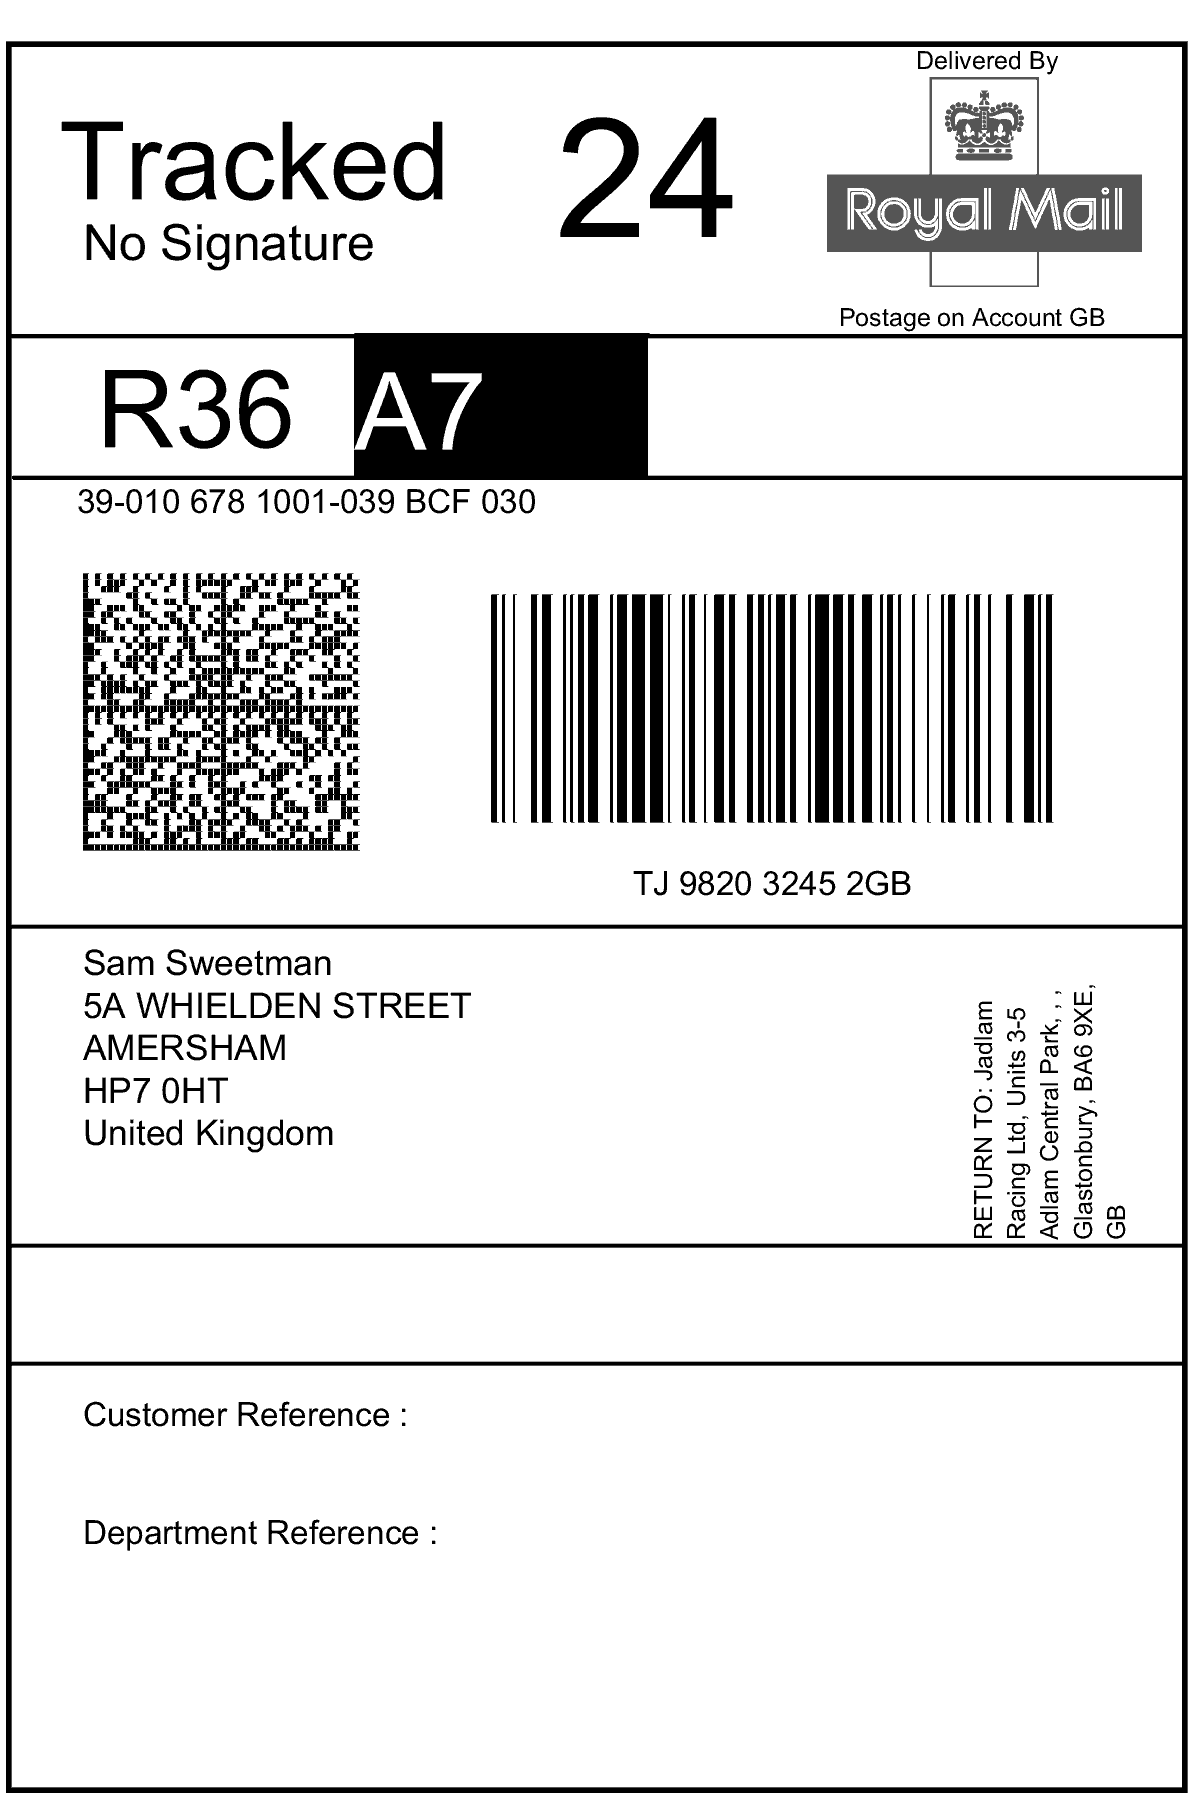 Delivered By
Tracked 24
No Signature
Royal Mail
Postage on Account GB
R36 A7
39-010 678 1001-039 BCF 030
TJ 9820 3245 2GB
Sam Sweetman
5A WHIELDEN STREET
AMERSHAM
HP7 0HT
United Kingdom
RETURN TO: Jadlam
Racing Ltd, Units 3-5
Adlam Central Park, , ,
Glastonbury, BA6 9XE,
GB
Customer Reference :
Department Reference :